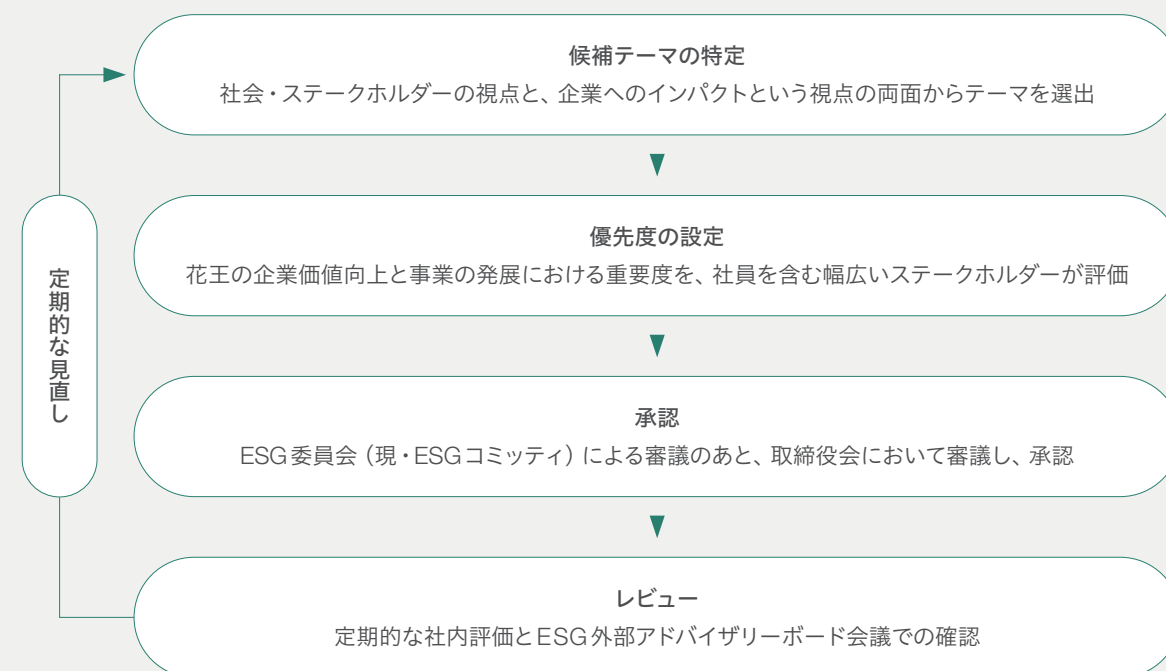 候補テーマの特定
社会・ステークホルダーの視点と、企業へのインパクトという視点の両面からテーマを選出
優先度の設定
花王の企業価値向上と事業の発展における重要度を、社員を含む幅広いステークホルダーが評価
定期的な見直し
承認
ESG委員会（現・ESGコミッティ）による審議のあと、取締役会において審議し、承認
レビュー
定期的な社内評価とESG外部アドバイザリーボード会議での確認